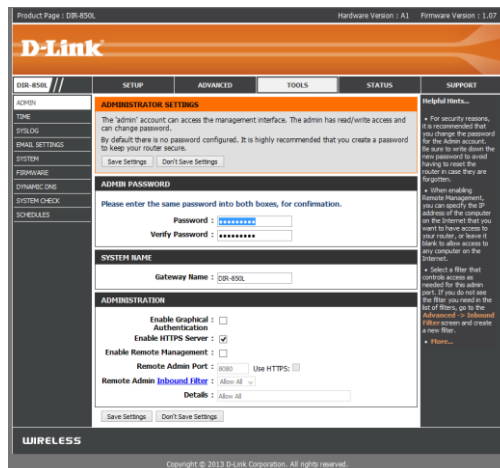 Product Page : DIR-850L Hardware Version : A1 Firmware Version : 1.07
D-Link
DIR-850L SETUP ADVANCED TOOLS STATUS SUPPORT
ADMIN
TIME
SYSLOG
EMAIL SETTINGS
SYSTEM
FIRMWARE
DYNAMIC DNS
SYSTEM CHECK
SCHEDULES
ADMINISTRATOR SETTINGS
The 'admin' account can access the management interface. The admin has read/write access and
can change password.
By default there is no password configured. It is highly recommended that you create a password
to keep your router secure.
Save Settings Don't Save Settings
ADMIN PASSWORD
Please enter the same password into both boxes, for confirmation.
Password :
Verify Password :
SYSTEM NAME
Gateway Name : DIR-850L
ADMINISTRATION
Enable Graphical :
Authentication
Enable HTTPS Server :
Enable Remote Management :
Remote Admin Port : 8080 Use HTTPS:
Remote Admin Inbound Filter : Allow All
Details : Allow All
Save Settings Don't Save Settings
Helpful Hints...
• For security reasons,
it is recommended that
you change the password
for the Admin account.
Be sure to write down the
new password to avoid
having to reset the
router in case they are
forgotten.
• When enabling
Remote Management,
you can specify the IP
address of the computer
on the Internet that you
want to have access to
your router, or leave it
blank to allow access to
any computer on the
Internet.
• Select a filter that
controls access as
needed for this admin
port. If you do not see
the filter you need in the
list of filters, go to the
Advanced -> Inbound
Filter screen and create
a new filter.
• More...
WIRELESS
Copyright © 2013 D-Link Corporation. All rights reserved.